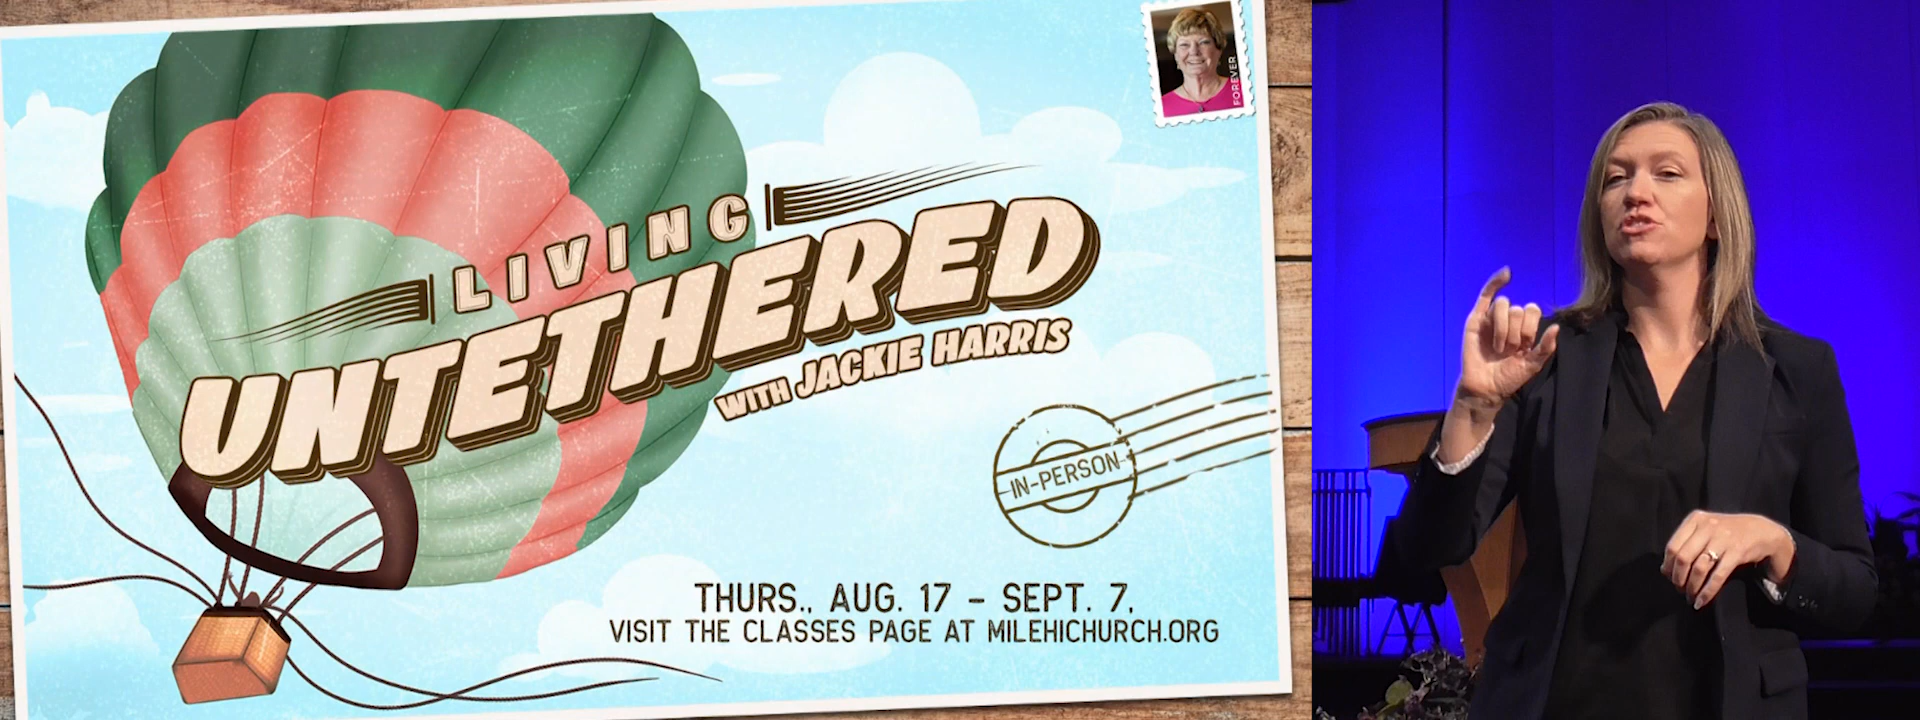 FOREVER
LIVING
UNTETHERED
WITH JACKIE HARRIS
IN-PERSON
THURS., AUG. 17 – SEPT. 7,
VISIT THE CLASSES PAGE AT MILEHICHURCH.ORG